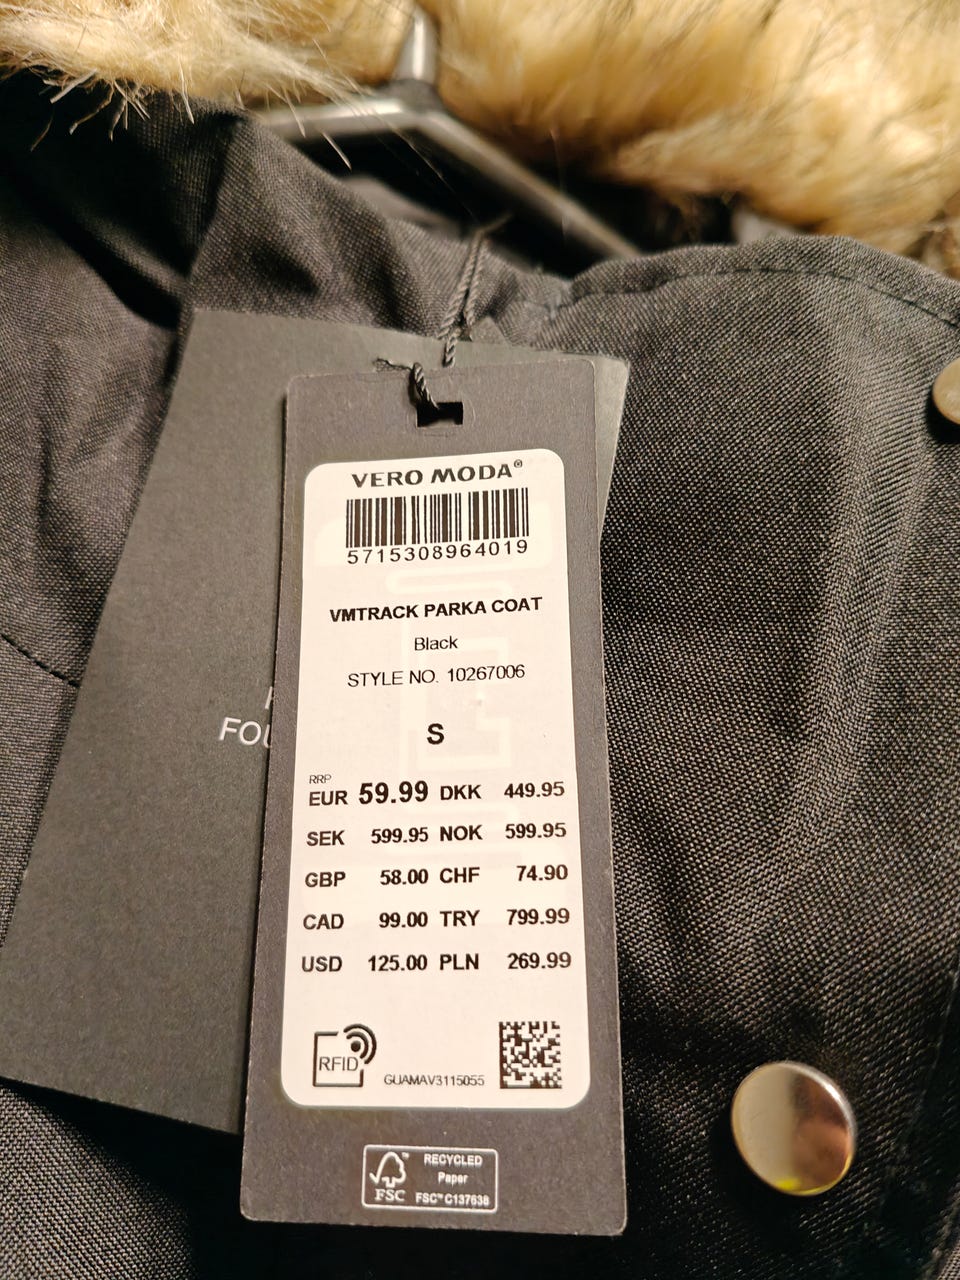 VERO MODA®
5715308964019
VMTRACK PARKA COAT
Black
STYLE NO. 10267006
S
RRP
EUR 59.99 DKK 449.95
SEK 599.95 NOK 599.95
GBP 58.00 CHF 74.90
CAD 99.00 TRY 799.99
USD 125.00 PLN 269.99
RFID
GUAMAV3115055
FSC™
RECYCLED
Paper
FSC™ C137638